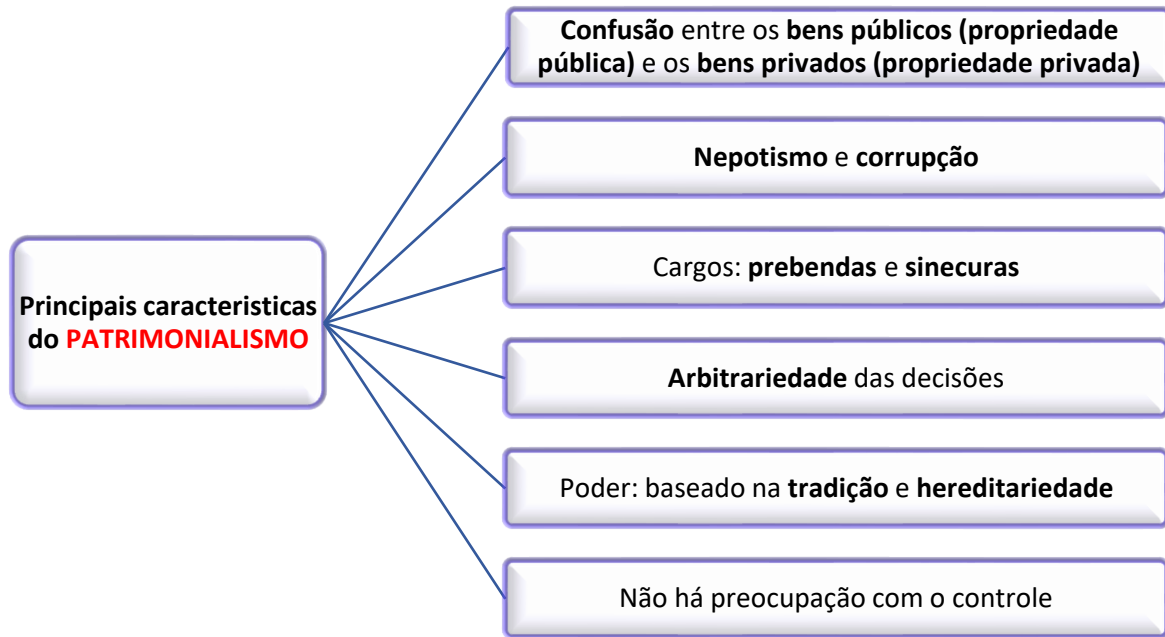 Principais caracteristicas
do PATRIMONIALISMO
Confusão entre os bens públicos (propriedade
pública) e os bens privados (propriedade privada)
Nepotismo e corrupção
Cargos: prebendas e sinecuras
Arbitrariedade das decisões
Poder: baseado na tradição e hereditariedade
Não há preocupação com o controle